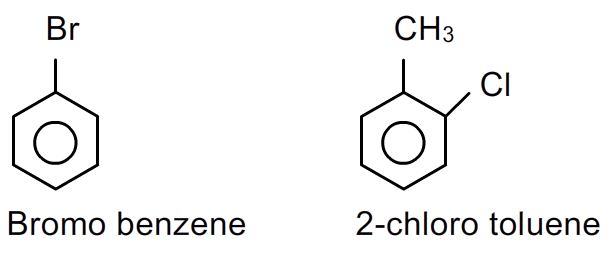 Br
CH₃
Cl
Bromo benzene
2-chloro toluene